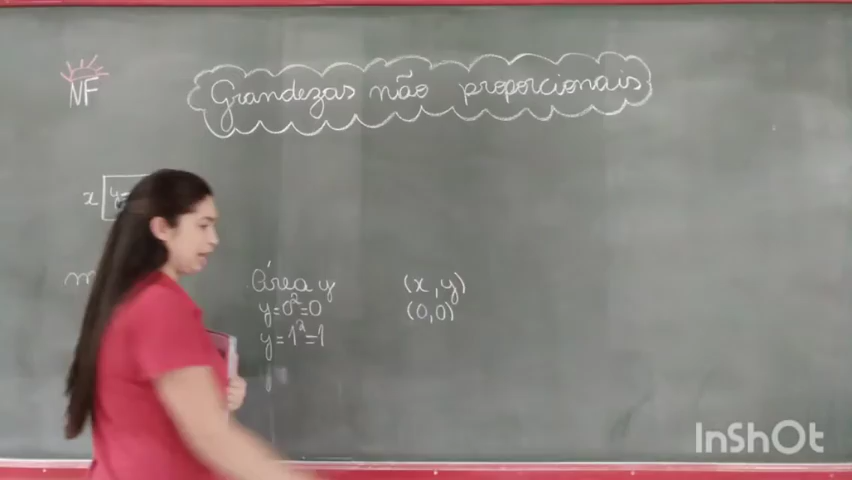 NF
Grandezas não proporcionais
x
Área y
(x, y)
y=0²=0
(0,0)
y=1²=1
InShOt